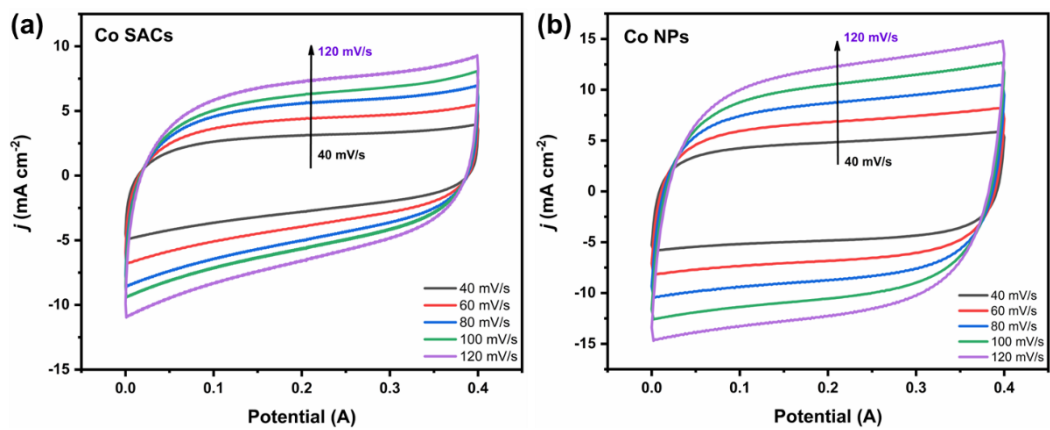 (a)
Co SACs
120 mV/s
40 mV/s
10
5
0
-5
-10
-15
j (mA cm-2)
40 mV/s
60 mV/s
80 mV/s
100 mV/s
120 mV/s
0.0 0.1 0.2 0.3 0.4
Potential (A)
(b)
Co NPs
120 mV/s
40 mV/s
15
10
5
0
-5
-10
-15
j (mA cm-2)
40 mV/s
60 mV/s
80 mV/s
100 mV/s
120 mV/s
0.0 0.1 0.2 0.3 0.4
Potential (A)